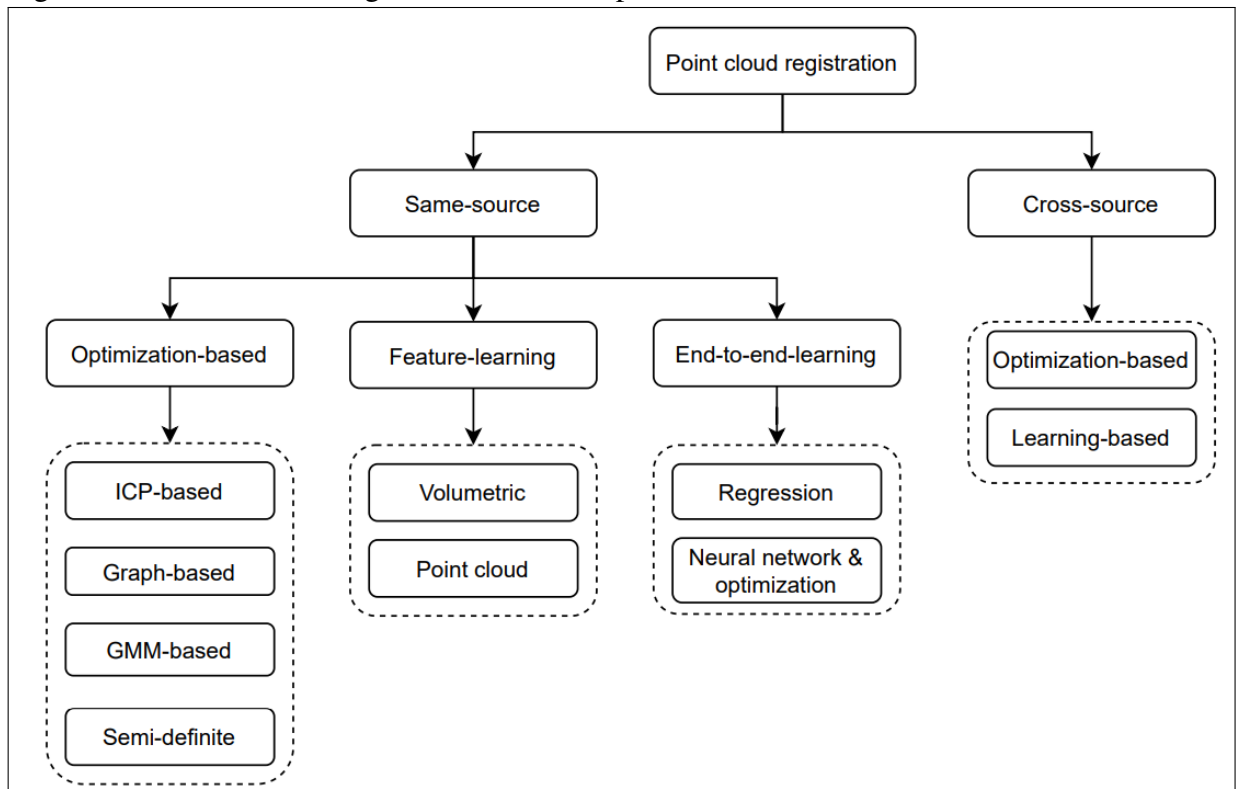 Point cloud registration
Same-source
Cross-source
Optimization-based
Feature-learning
End-to-end-learning
Optimization-based
Learning-based
ICP-based
Graph-based
GMM-based
Semi-definite
Volumetric
Point cloud
Regression
Neural network &
optimization